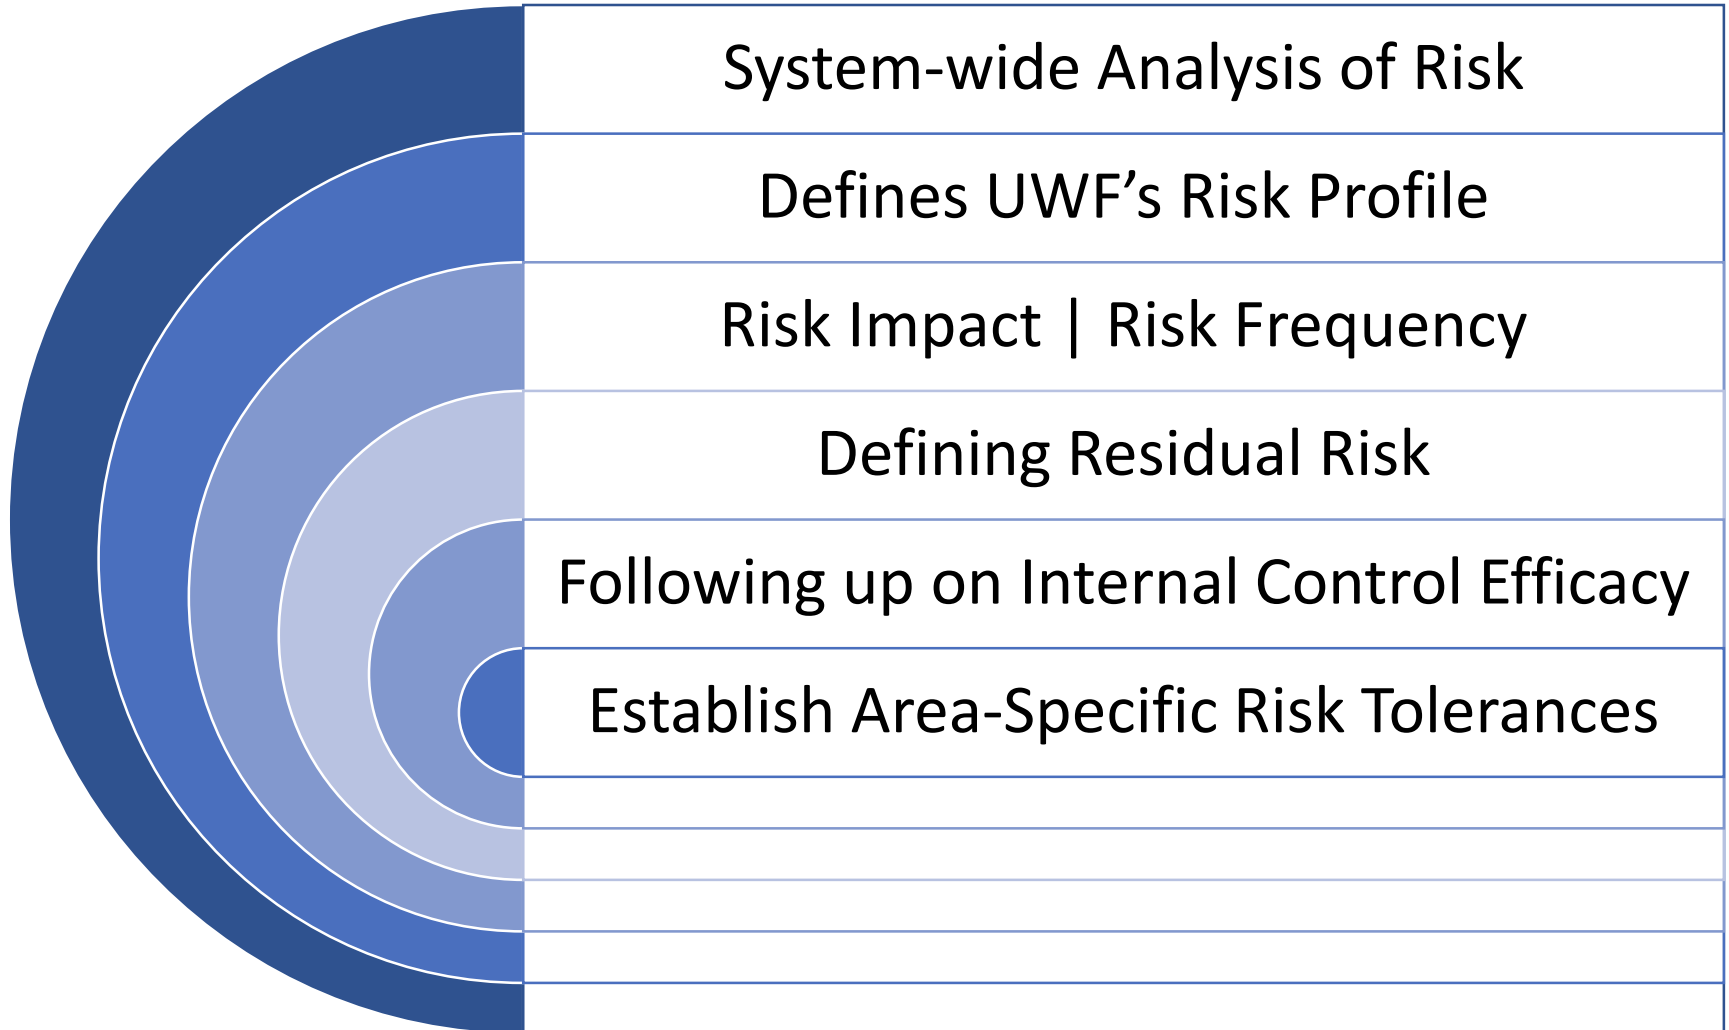 System-wide Analysis of Risk
Defines UWF’s Risk Profile
Risk Impact | Risk Frequency
Defining Residual Risk
Following up on Internal Control Efficacy
Establish Area-Specific Risk Tolerances